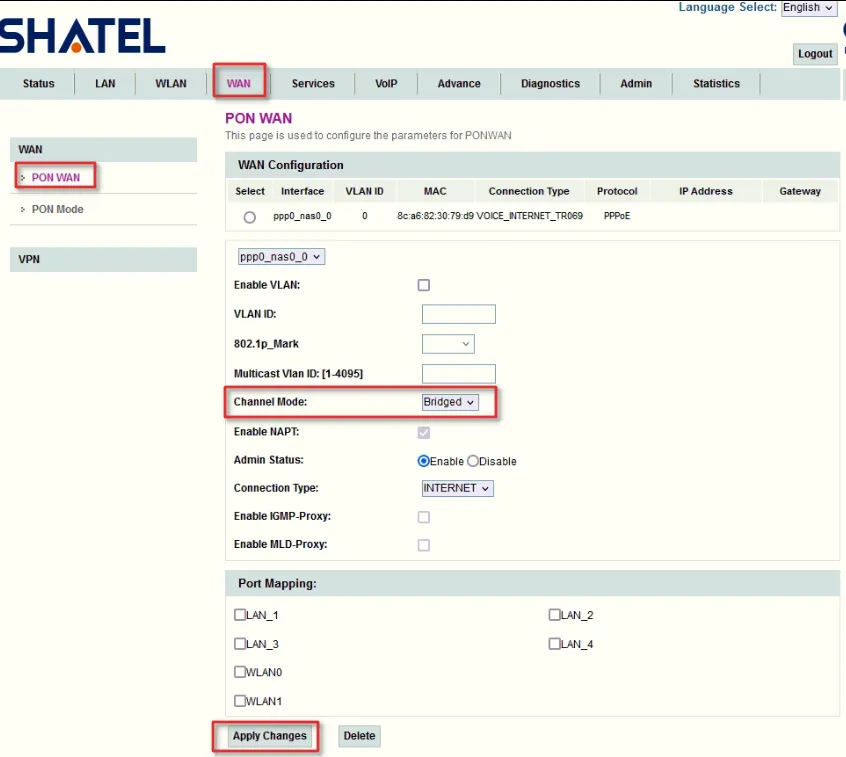 Language Select: English
SHATEL
Logout
Status LAN WLAN WAN Services VoIP Advance Diagnostics Admin Statistics
WAN
PON WAN
PON Mode
VPN
PON WAN
This page is used to configure the parameters for PONWAN
WAN Configuration
Select Interface VLAN ID MAC Connection Type Protocol IP Address Gateway
ppp0_nas0_0 0 8c:a6:82:30:79:d9 VOICE_INTERNET_TR069 PPPoE
ppp0_nas0_0
Enable VLAN:
VLAN ID:
802.1p_Mark
Multicast Vlan ID: [1-4095]
Channel Mode: Bridged
Enable NAPT:
Admin Status: Enable Disable
Connection Type: INTERNET
Enable IGMP-Proxy:
Enable MLD-Proxy:
Port Mapping:
LAN_1 LAN_2
LAN_3 LAN_4
WLAN0
WLAN1
Apply Changes Delete